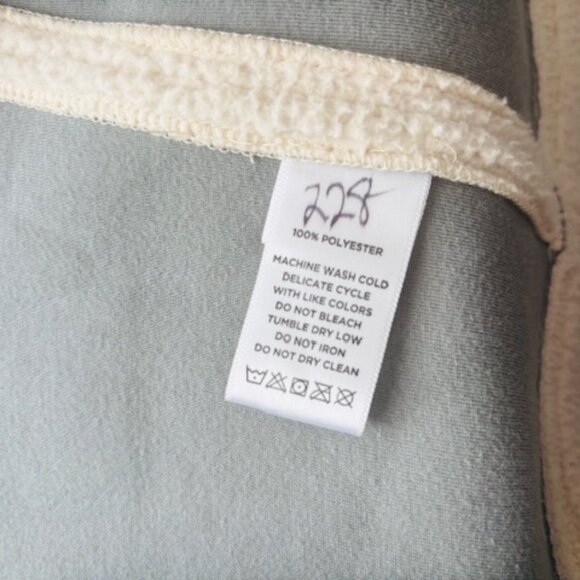 228
100% POLYESTER
MACHINE WASH COLD
DELICATE CYCLE
WITH LIKE COLORS
DO NOT BLEACH
TUMBLE DRY LOW
DO NOT IRON
DO NOT DRY CLEAN